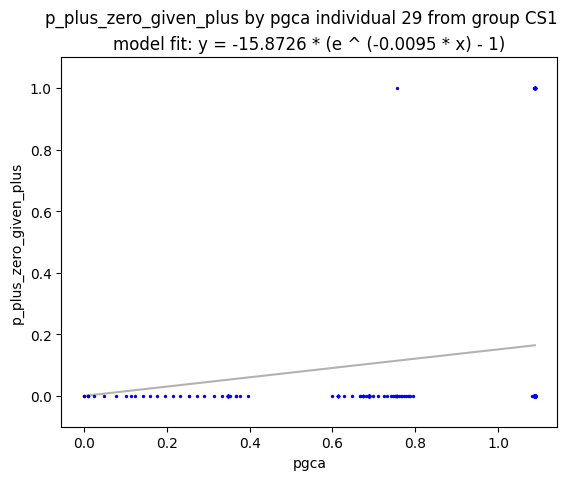 p_plus_zero_given_plus by pgca individual 29 from group CS1
model fit: y = -15.8726 * (e ^ (-0.0095 * x) - 1)
1.0
0.8
0.6
0.4
0.2
0.0
p_plus_zero_given_plus
0.0 0.2 0.4 0.6 0.8 1.0
pgca